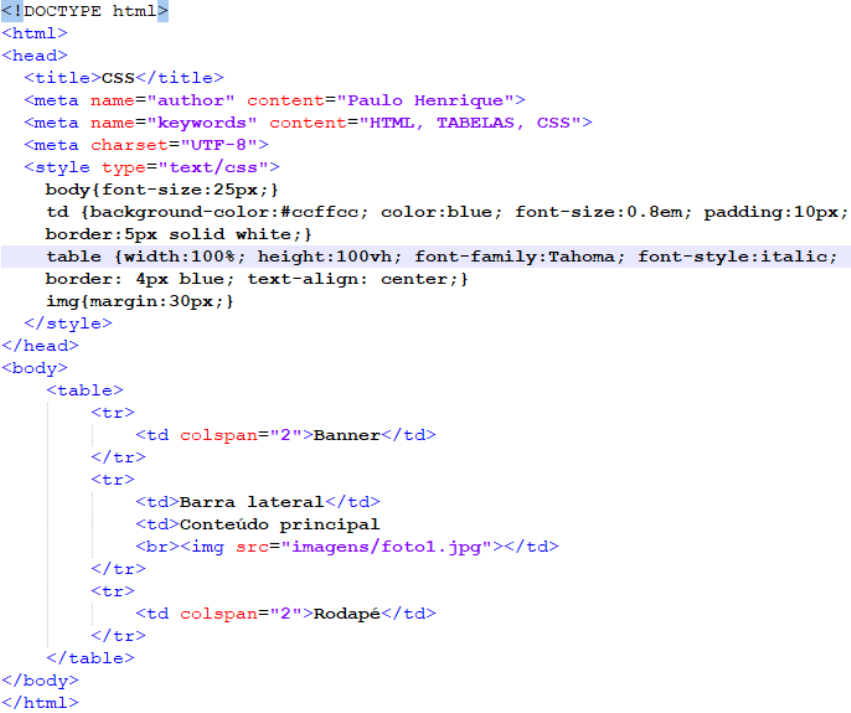 <!DOCTYPE html>
<html>
<head>
  <title>CSS</title>
  <meta name="author" content="Paulo Henrique">
  <meta name="keywords" content="HTML, TABELAS, CSS">
  <meta charset="UTF-8">
  <style type="text/css">
    body{font-size:25px;}
    td {background-color:#ccffcc; color:blue; font-size:0.8em; padding:10px;
    border:5px solid white;}
    table {width:100%; height:100vh; font-family:Tahoma; font-style:italic;
    border: 4px blue; text-align: center;}
    img{margin:30px;}
  </style>
</head>
<body>
    <table>
        <tr>
            <td colspan="2">Banner</td>
        </tr>
        <tr>
            <td>Barra lateral</td>
            <td>Conteúdo principal
            <br><img src="imagens/foto1.jpg"></td>
        </tr>
        <tr>
            <td colspan="2">Rodapé</td>
        </tr>
    </table>
</body>
</html>